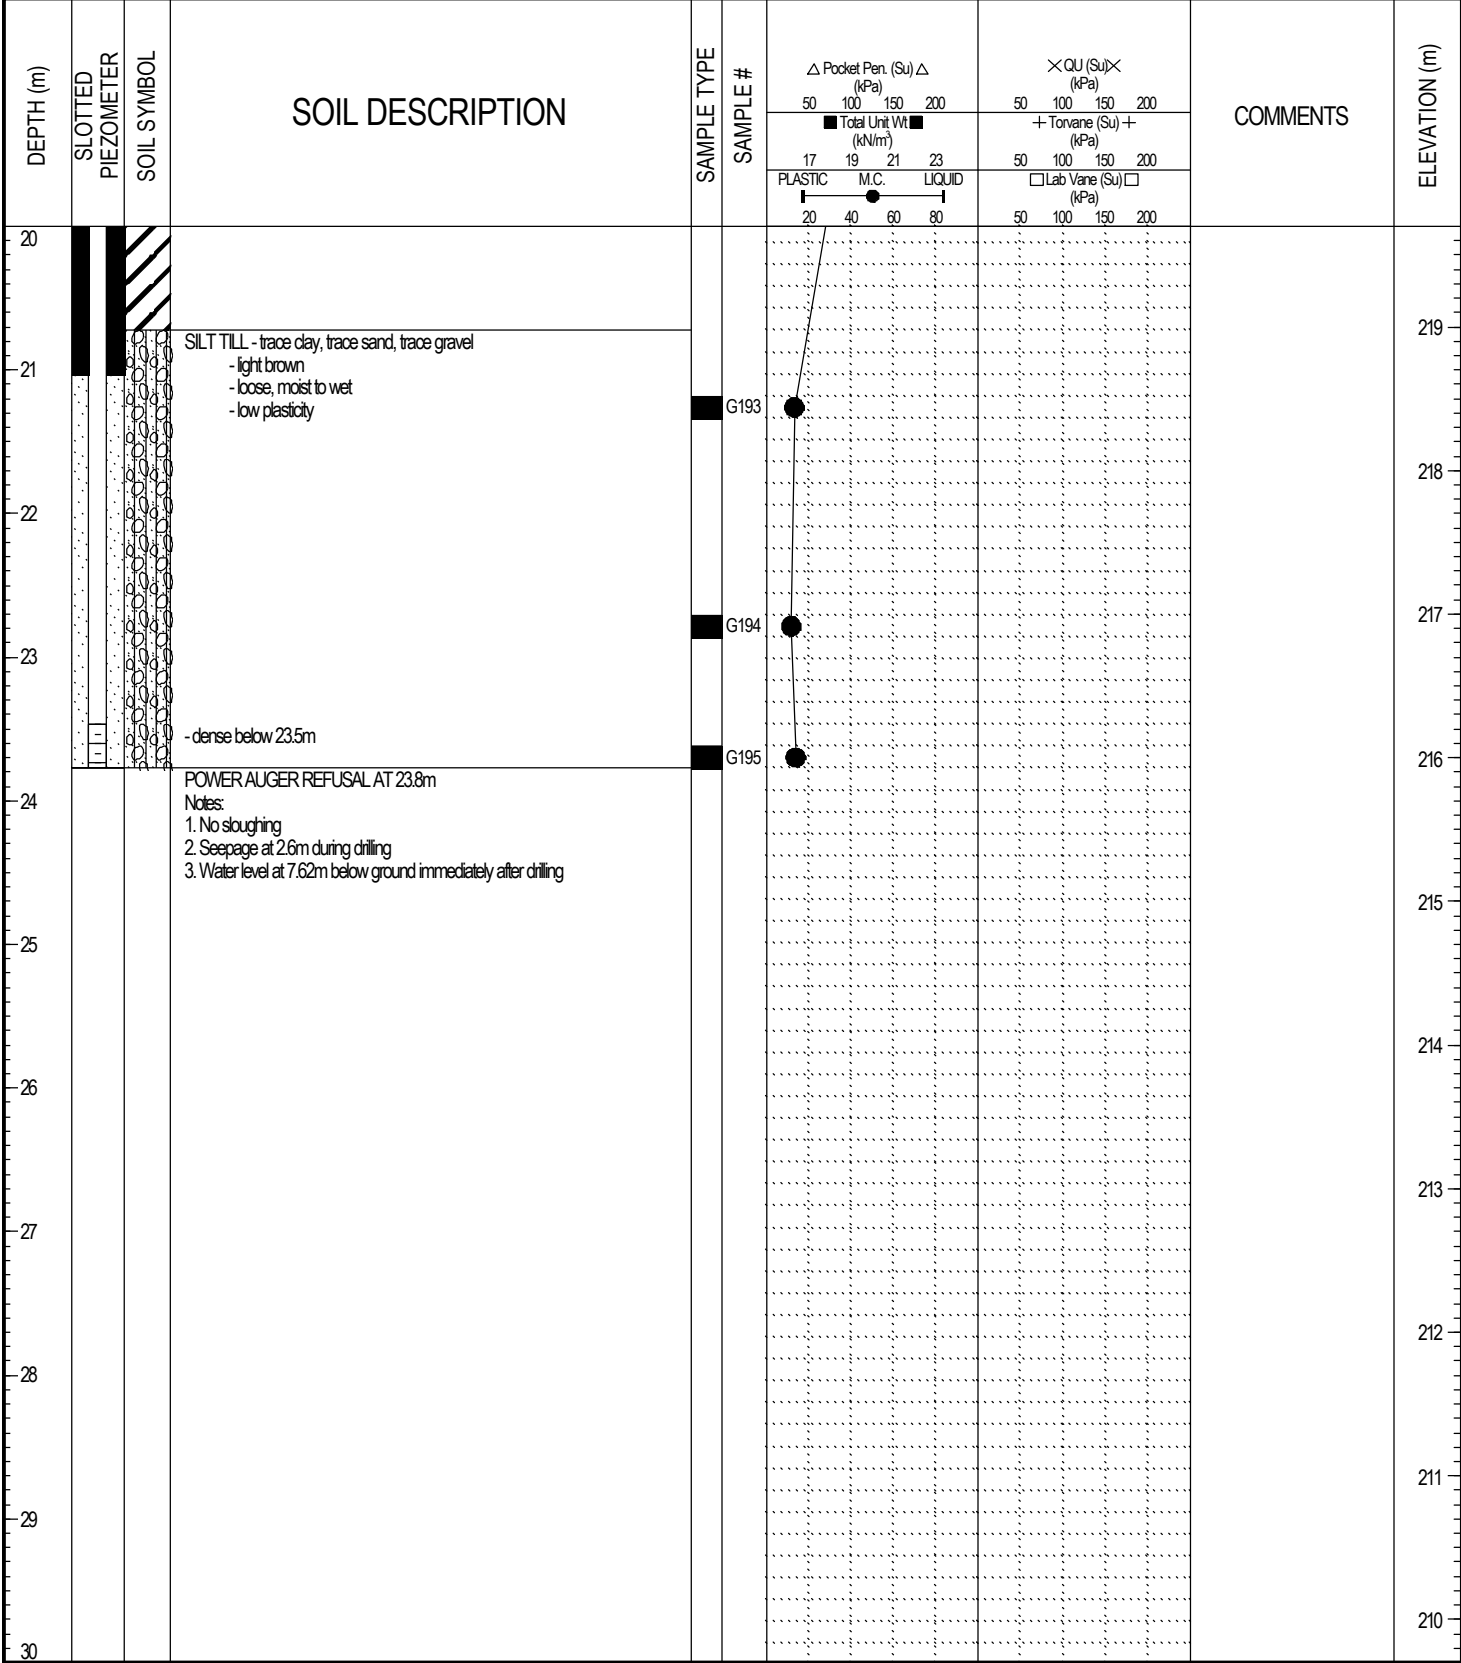 DEPTH (m)
SLOTTED
PIEZOMETER
SOIL SYMBOL
SOIL DESCRIPTION
SAMPLE TYPE
SAMPLE #
△ Pocket Pen. (Su) △
(kPa)
50 100 150 200
■ Total Unit Wt ■
(kN/m³)
17 19 21 23
PLASTIC M.C. LIQUID
20 40 60 80
✕ QU (Su) ✕
(kPa)
50 100 150 200
+ Torvane (Su) +
(kPa)
50 100 150 200
□ Lab Vane (Su) □
(kPa)
50 100 150 200
COMMENTS
ELEVATION (m)
20
219
SILT TILL - trace clay, trace sand, trace gravel
- light brown
21
- loose, moist to wet
- low plasticity
G193
218
22
217
G194
23
- dense below 23.5m
G195
216
POWER AUGER REFUSAL AT 23.8m
24
Notes:
1. No sloughing
2. Seepage at 2.6m during drilling
3. Water level at 7.62m below ground immediately after drilling
215
25
214
26
213
27
212
28
211
29
210
30